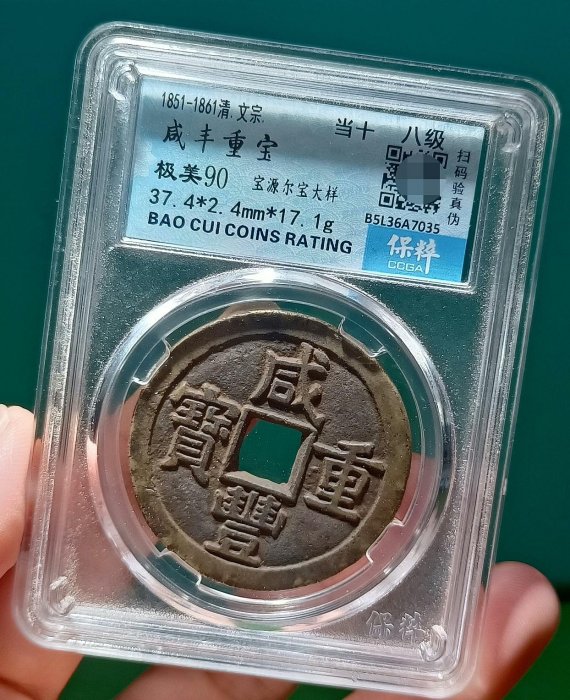 1851-1861清.文宗.
咸丰重宝
当十 八级
极美90 宝源尔宝大样
37.4*2.4mm*17.1g
BAO CUI COINS RATING
扫码验真伪
B5L36A7035
保粹
CCGA
咸
豐
重
寶
保粹